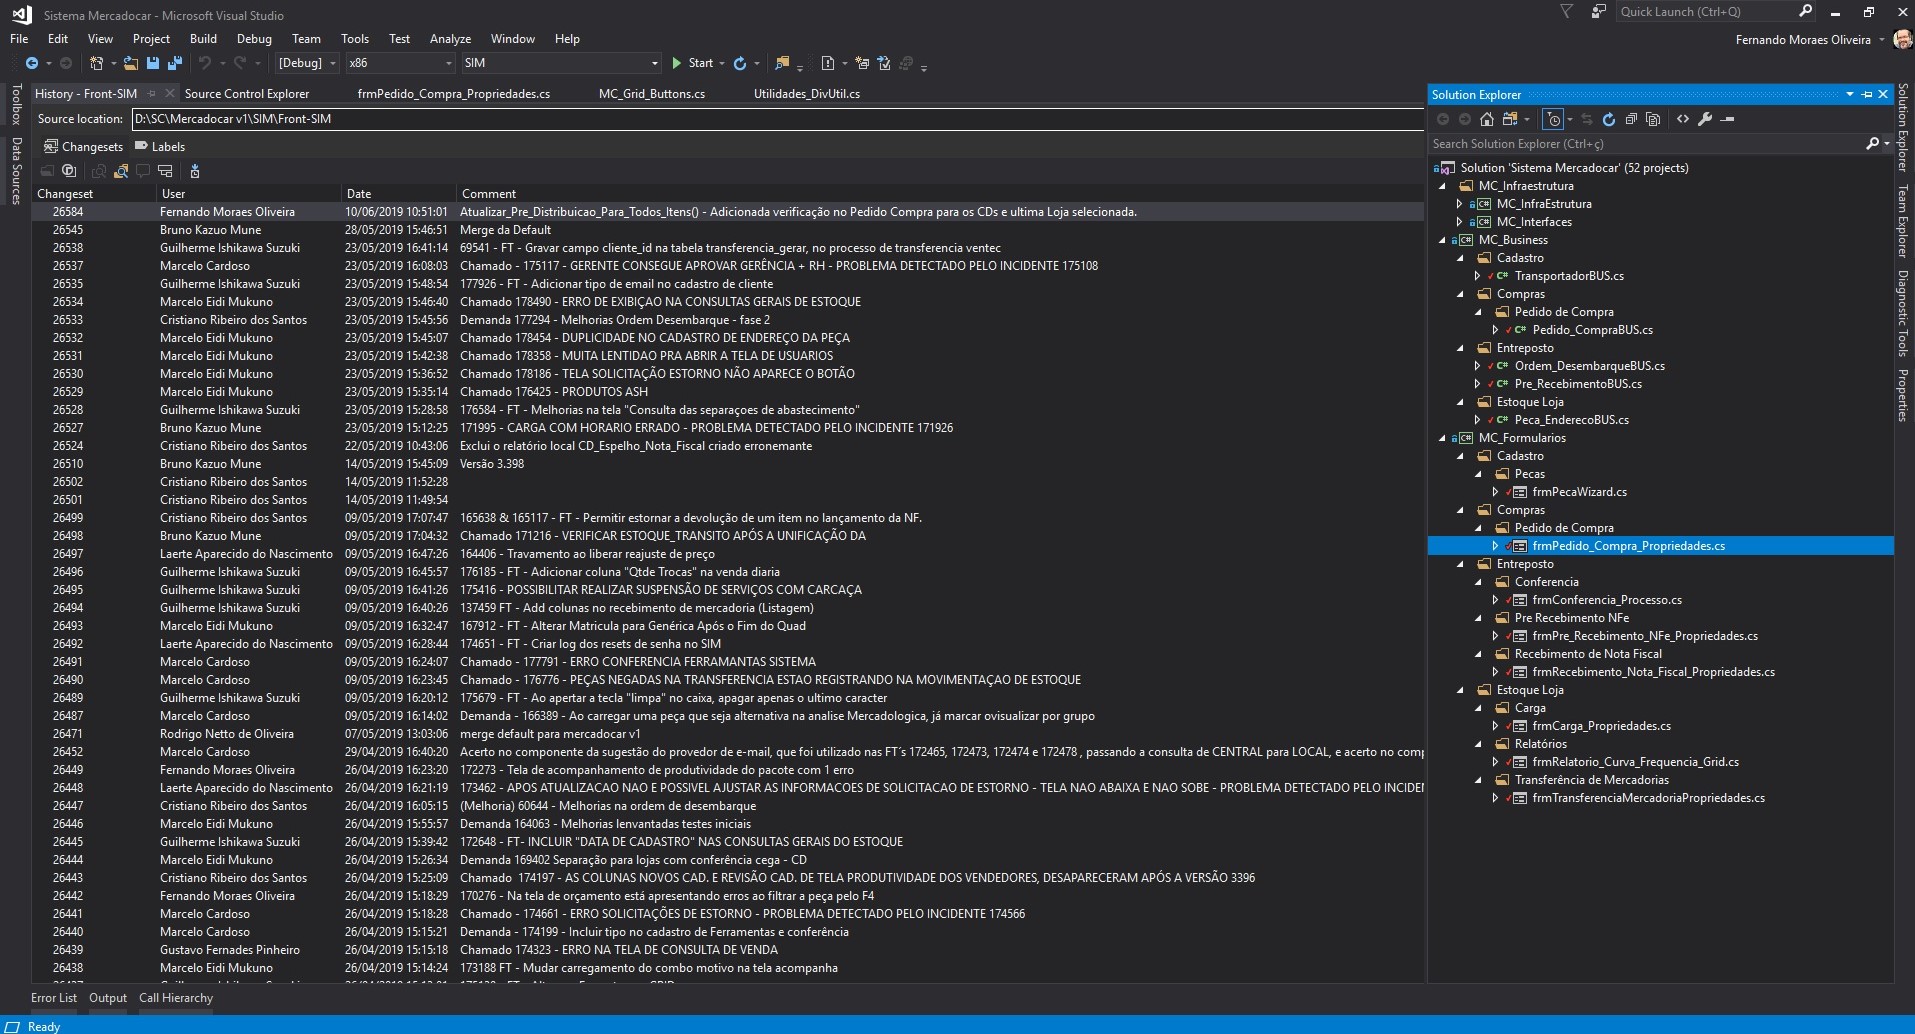 Sistema Mercadocar - Microsoft Visual Studio
Quick Launch (Ctrl+Q)
File Edit View Project Build Debug Team Tools Test Analyze Window Help
Fernando Moraes Oliveira
[Debug] x86 SIM Start
Toolbox
Data Sources
History - Front-SIM Source Control Explorer frmPedido_Compra_Propriedades.cs MC_Grid_Buttons.cs Utilidades_DivUtil.cs
Source location: D:\SC\Mercadocar v1\SIM\Front-SIM
Changesets Labels
Changeset User Date Comment
26584 Fernando Moraes Oliveira 10/06/2019 10:51:01 Atualizar_Pre_Distribuicao_Para_Todos_Itens() - Adicionada verificação no Pedido Compra para os CDs e ultima Loja selecionada.
26545 Bruno Kazuo Mune 28/05/2019 15:46:51 Merge da Default
26538 Guilherme Ishikawa Suzuki 23/05/2019 16:41:14 69541 - FT - Gravar campo cliente_id na tabela transferencia_gerar, no processo de transferencia ventec
26537 Marcelo Cardoso 23/05/2019 16:08:03 Chamado - 175117 - GERENTE CONSEGUE APROVAR GERÊNCIA + RH - PROBLEMA DETECTADO PELO INCIDENTE 175108
26535 Guilherme Ishikawa Suzuki 23/05/2019 15:48:54 177926 - FT - Adicionar tipo de email no cadastro de cliente
26534 Marcelo Eidi Mukuno 23/05/2019 15:46:40 Chamado 178490 - ERRO DE EXIBIÇAO NA CONSULTAS GERAIS DE ESTOQUE
26533 Cristiano Ribeiro dos Santos 23/05/2019 15:45:56 Demanda 177294 - Melhorias Ordem Desembarque - fase 2
26532 Marcelo Eidi Mukuno 23/05/2019 15:45:07 Chamado 178454 - DUPLICIDADE NO CADASTRO DE ENDEREÇO DA PEÇA
26531 Marcelo Eidi Mukuno 23/05/2019 15:42:38 Chamado 178358 - MUITA LENTIDAO PRA ABRIR A TELA DE USUARIOS
26530 Marcelo Eidi Mukuno 23/05/2019 15:36:52 Chamado 178186 - TELA SOLICITAÇÃO ESTORNO NÃO APARECE O BOTÃO
26529 Marcelo Eidi Mukuno 23/05/2019 15:35:14 Chamado 176425 - PRODUTOS ASH
26528 Guilherme Ishikawa Suzuki 23/05/2019 15:28:58 176584 - FT - Melhorias na tela "Consulta das separaçoes de abastecimento"
26527 Bruno Kazuo Mune 23/05/2019 15:12:25 171995 - CARGA COM HORARIO ERRADO - PROBLEMA DETECTADO PELO INCIDENTE 171926
26524 Cristiano Ribeiro dos Santos 22/05/2019 10:43:06 Exclui o relatório local CD_Espelho_Nota_Fiscal criado erronemante
26510 Bruno Kazuo Mune 14/05/2019 15:45:09 Versão 3.398
26502 Cristiano Ribeiro dos Santos 14/05/2019 11:52:28
26501 Cristiano Ribeiro dos Santos 14/05/2019 11:49:54
26499 Cristiano Ribeiro dos Santos 09/05/2019 17:07:47 165638 & 165117 - FT - Permitir estornar a devolução de um item no lançamento da NF.
26498 Bruno Kazuo Mune 09/05/2019 17:04:32 Chamado 171216 - VERIFICAR ESTOQUE_TRANSITO APÓS A UNIFICAÇÃO DA
26497 Laerte Aparecido do Nascimento 09/05/2019 16:47:26 164406 - Travamento ao liberar reajuste de preço
26496 Guilherme Ishikawa Suzuki 09/05/2019 16:45:57 176185 - FT - Adicionar coluna "Qtde Trocas" na venda diaria
26495 Guilherme Ishikawa Suzuki 09/05/2019 16:41:26 175416 - POSSIBILITAR REALIZAR SUSPENSÃO DE SERVIÇOS COM CARCAÇA
26494 Guilherme Ishikawa Suzuki 09/05/2019 16:40:26 137459 FT - Add colunas no recebimento de mercadoria (Listagem)
26493 Marcelo Eidi Mukuno 09/05/2019 16:32:47 167912 - FT - Alterar Matricula para Genérica Após o Fim do Quad
26492 Laerte Aparecido do Nascimento 09/05/2019 16:28:44 174651 - FT - Criar log dos resets de senha no SIM
26491 Marcelo Cardoso 09/05/2019 16:24:07 Chamado - 177791 - ERRO CONFERENCIA FERRAMANTAS SISTEMA
26490 Marcelo Cardoso 09/05/2019 16:23:45 Chamado - 176776 - PEÇAS NEGADAS NA TRANSFERENCIA ESTAO REGISTRANDO NA MOVIMENTAÇAO DE ESTOQUE
26489 Guilherme Ishikawa Suzuki 09/05/2019 16:20:12 175679 - FT - Ao apertar a tecla "limpa" no caixa, apagar apenas o ultimo caracter
26487 Marcelo Cardoso 09/05/2019 16:14:02 Demanda - 166389 - Ao carregar uma peça que seja alternativa na analise Mercadologica, já marcar ovisualizar por grupo
26471 Rodrigo Netto de Oliveira 07/05/2019 13:03:06 merge default para mercadocar v1
26452 Marcelo Cardoso 29/04/2019 16:40:20 Acerto no componente da sugestão do provedor de e-mail, que foi utilizado nas FT´s 172465, 172473, 172474 e 172478 , passando a consulta de CENTRAL para LOCAL, e acerto no comp
26449 Fernando Moraes Oliveira 26/04/2019 16:23:20 172273 - Tela de acompanhamento de produtividade do pacote com 1 erro
26448 Laerte Aparecido do Nascimento 26/04/2019 16:21:19 173462 - APOS ATUALIZACAO NAO E POSSIVEL AJUSTAR AS INFORMACOES DE SOLICITACAO DE ESTORNO - TELA NAO ABAIXA E NAO SOBE - PROBLEMA DETECTADO PELO INCIDEN
26447 Cristiano Ribeiro dos Santos 26/04/2019 16:05:15 (Melhoria) 60644 - Melhorias na ordem de desembarque
26446 Marcelo Eidi Mukuno 26/04/2019 15:55:57 Demanda 164063 - Melhorias lenvantadas testes iniciais
26445 Guilherme Ishikawa Suzuki 26/04/2019 15:39:42 172648 - FT- INCLUIR "DATA DE CADASTRO" NAS CONSULTAS GERAIS DO ESTOQUE
26444 Marcelo Eidi Mukuno 26/04/2019 15:26:34 Demanda 169402 Separação para lojas com conferência cega - CD
26443 Cristiano Ribeiro dos Santos 26/04/2019 15:25:09 Chamado 174197 - AS COLUNAS NOVOS CAD. E REVISÃO CAD. DE TELA PRODUTIVIDADE DOS VENDEDORES, DESAPARECERAM APÓS A VERSÃO 3396
26442 Fernando Moraes Oliveira 26/04/2019 15:18:29 170276 - Na tela de orçamento está apresentando erros ao filtrar a peça pelo F4
26441 Marcelo Cardoso 26/04/2019 15:18:28 Chamado - 174661 - ERRO SOLICITAÇÕES DE ESTORNO - PROBLEMA DETECTADO PELO INCIDENTE 174566
26440 Marcelo Cardoso 26/04/2019 15:15:21 Demanda - 174199 - Incluir tipo no cadastro de Ferramentas e conferência
26439 Gustavo Fernades Pinheiro 26/04/2019 15:15:18 Chamado 174323 - ERRO NA TELA DE CONSULTA DE VENDA
26438 Marcelo Eidi Mukuno 26/04/2019 15:14:24 173188 FT - Mudar carregamento do combo motivo na tela acompanha
Solution Explorer
Search Solution Explorer (Ctrl+ç)
Solution 'Sistema Mercadocar' (52 projects)
MC_Infraestrutura
MC_InfraEstrutura
MC_Interfaces
MC_Business
Cadastro
TransportadorBUS.cs
Compras
Pedido de Compra
Pedido_CompraBUS.cs
Entreposto
Ordem_DesembarqueBUS.cs
Pre_RecebimentoBUS.cs
Estoque Loja
Peca_EnderecoBUS.cs
MC_Formularios
Cadastro
Pecas
frmPecaWizard.cs
Compras
Pedido de Compra
frmPedido_Compra_Propriedades.cs
Entreposto
Conferencia
frmConferencia_Processo.cs
Pre Recebimento NFe
frmPre_Recebimento_NFe_Propriedades.cs
Recebimento de Nota Fiscal
frmRecebimento_Nota_Fiscal_Propriedades.cs
Estoque Loja
Carga
frmCarga_Propriedades.cs
Relatórios
frmRelatorio_Curva_Frequencia_Grid.cs
Transferência de Mercadorias
frmTransferenciaMercadoriaPropriedades.cs
Solution Explorer
Team Explorer
Diagnostic Tools
Properties
Error List Output Call Hierarchy
Ready